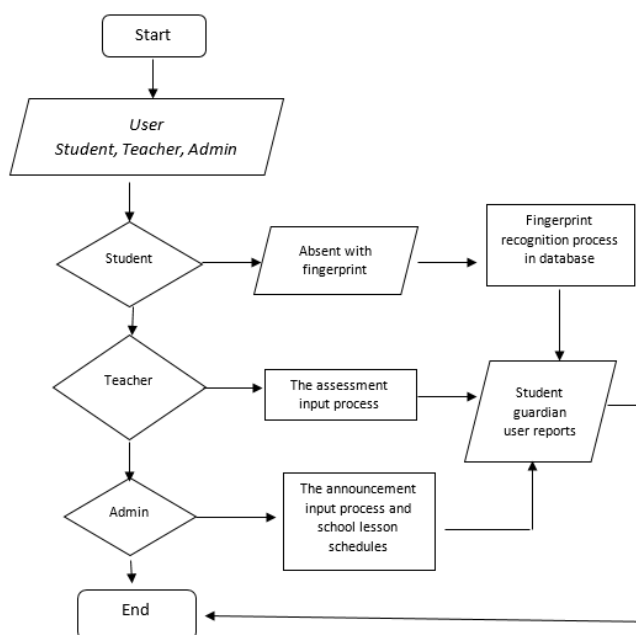 Start
User
Student, Teacher, Admin
Student
Absent with
fingerprint
Fingerprint
recognition process
in database
Teacher
The assessment
input process
Student
guardian
user reports
Admin
The announcement
input process and
school lesson
schedules
End